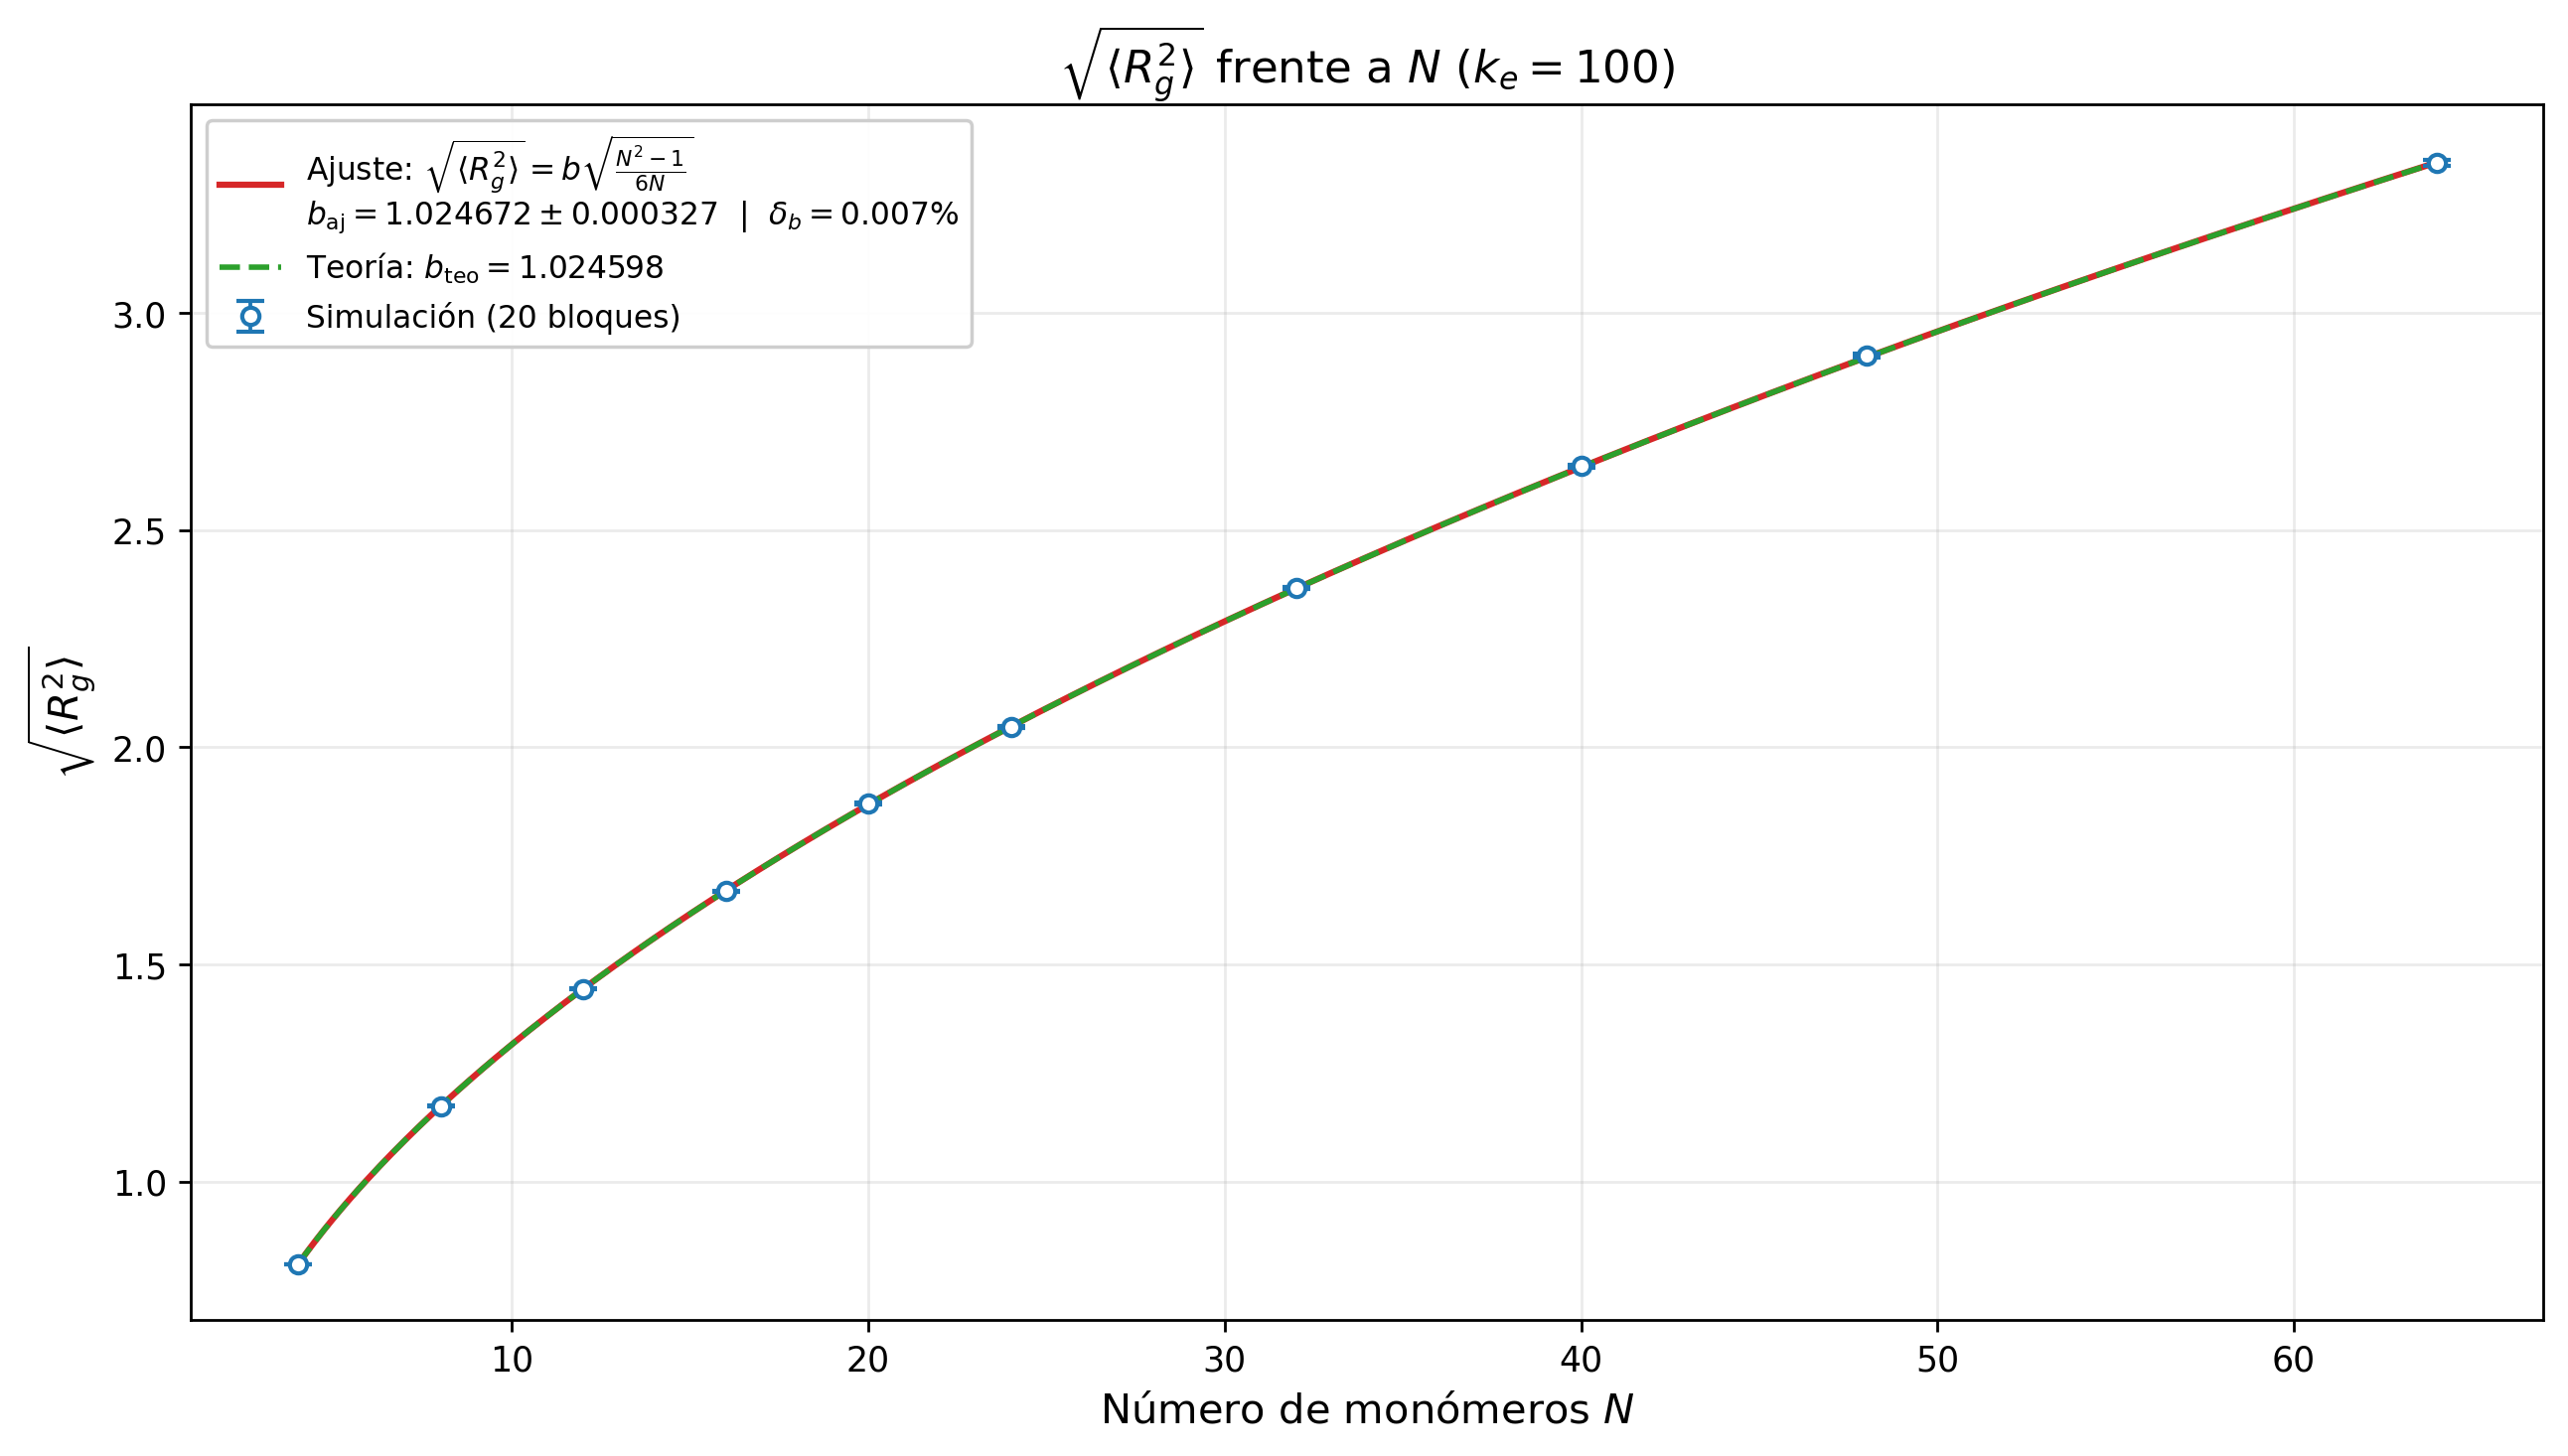 √⟨R_g^2⟩ frente a N (k_e = 100)
Ajuste: √⟨R_g^2⟩ = b√((N^2 − 1)/(6N))
b_aj = 1.024672 ± 0.000327 | δ_b = 0.007%
Teoría: b_teo = 1.024598
Simulación (20 bloques)
√⟨R_g^2⟩
3.0
2.5
2.0
1.5
1.0
10 20 30 40 50 60
Número de monómeros N